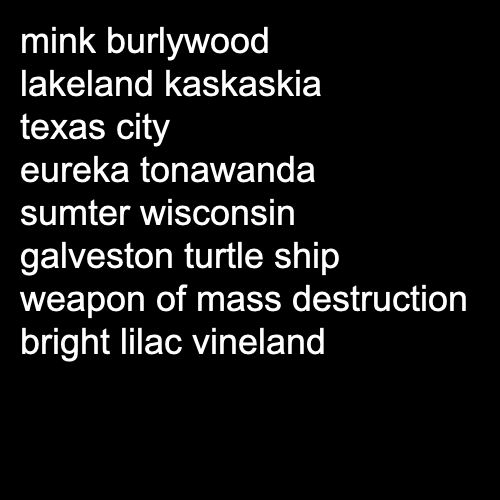 mink burlywood
lakeland kaskaskia
texas city
eureka tonawanda
sumter wisconsin
galveston turtle ship
weapon of mass destruction
bright lilac vineland